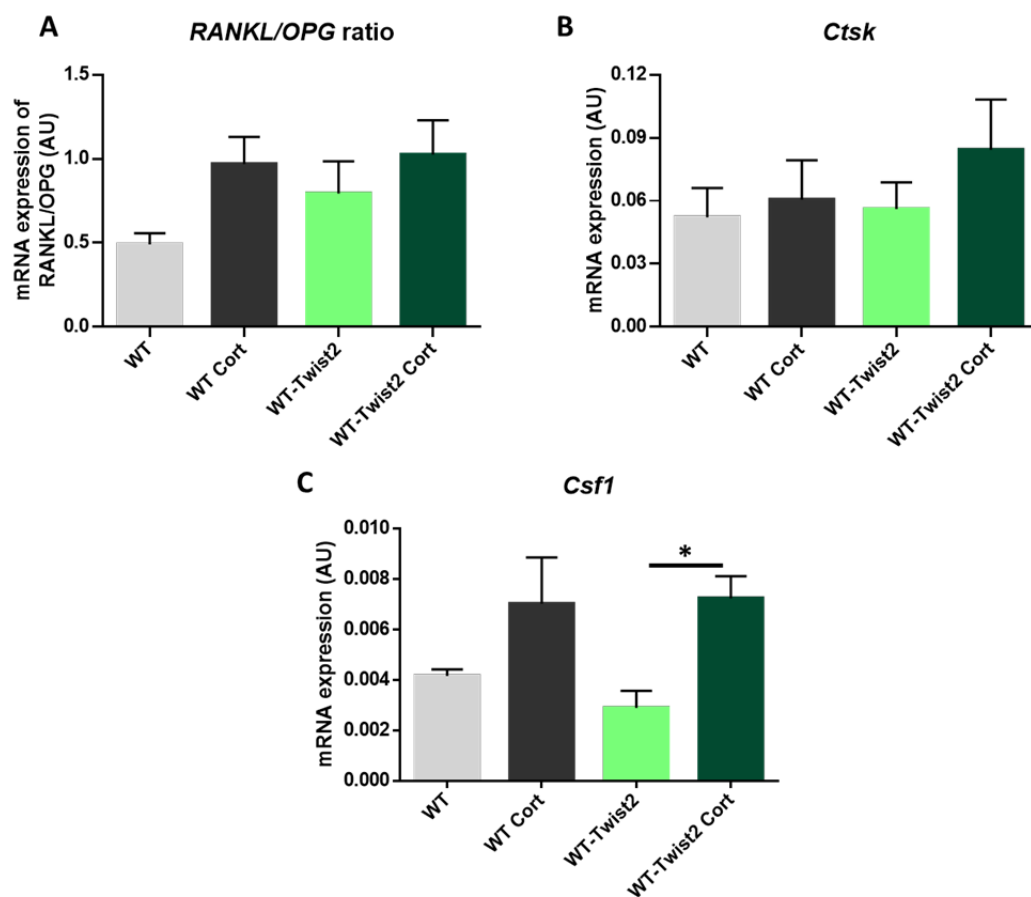 A
RANKL/OPG ratio
mRNA expression of
RANKL/OPG (AU)
1.5
1.0
0.5
0.0
WT
WT Cort
WT-Twist2
WT-Twist2 Cort
B
Ctsk
mRNA expression (AU)
0.12
0.09
0.06
0.03
0.00
WT
WT Cort
WT-Twist2
WT-Twist2 Cort
C
Csf1
mRNA expression (AU)
0.010
0.008
0.006
0.004
0.002
0.000
*
WT
WT Cort
WT-Twist2
WT-Twist2 Cort